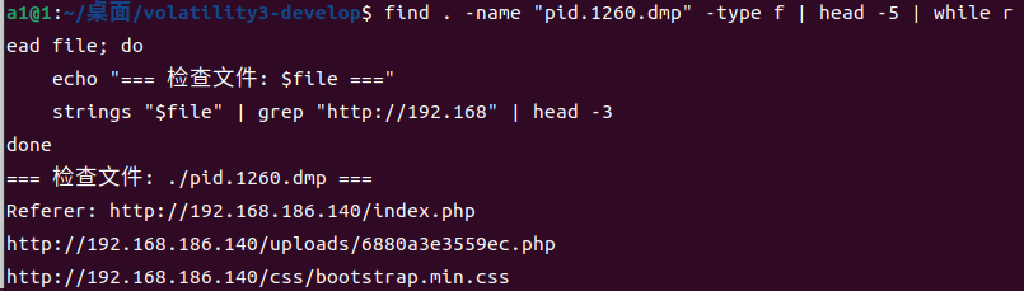 a1@1:~/桌面/volatility3-develop$ find . -name "pid.1260.dmp" -type f | head -5 | while r
ead file; do
    echo "=== 检查文件: $file ==="
    strings "$file" | grep "http://192.168" | head -3
done
=== 检查文件: ./pid.1260.dmp ===
Referer: http://192.168.186.140/index.php
http://192.168.186.140/uploads/6880a3e3559ec.php
http://192.168.186.140/css/bootstrap.min.css